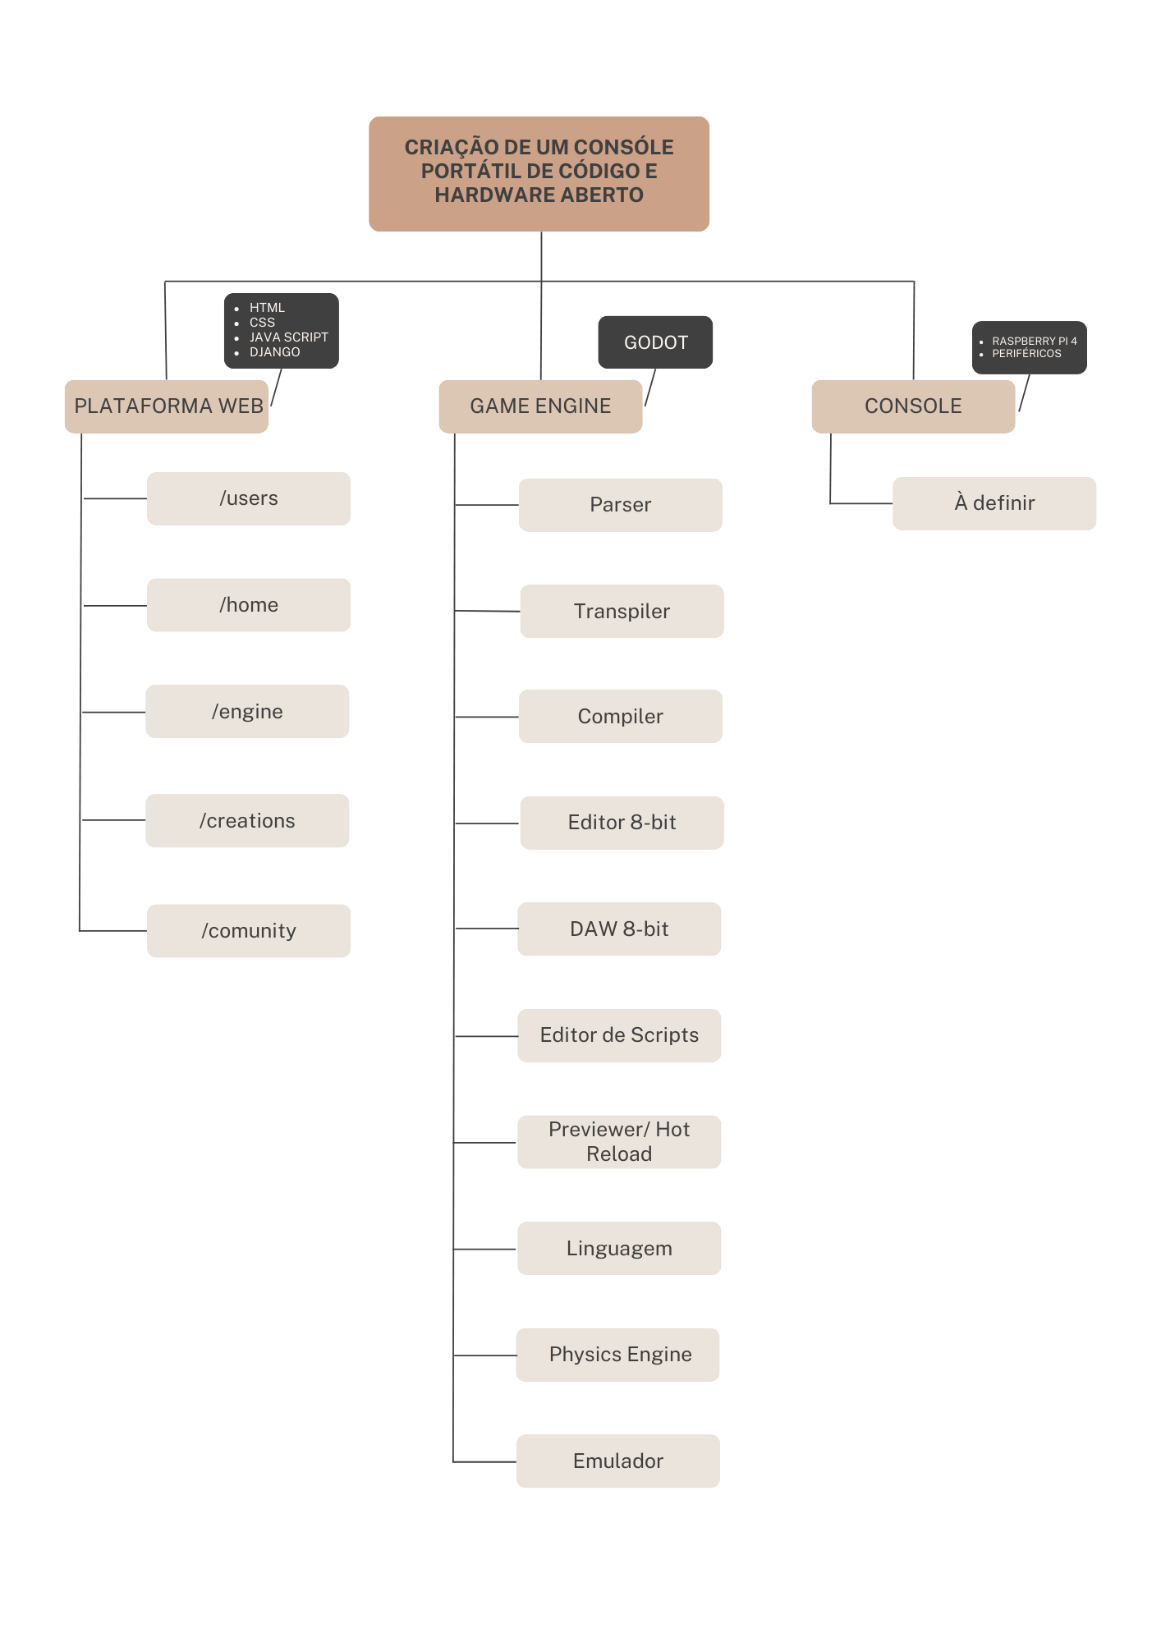 CRIAÇÃO DE UM CONSÓLE
PORTÁTIL DE CÓDIGO E
HARDWARE ABERTO
HTML
CSS
JAVA SCRIPT
DJANGO
PLATAFORMA WEB
/users
/home
/engine
/creations
/comunity
GODOT
GAME ENGINE
Parser
Transpiler
Compiler
Editor 8-bit
DAW 8-bit
Editor de Scripts
Previewer/ Hot
Reload
Linguagem
Physics Engine
Emulador
RASPBERRY PI 4
PERIFÉRICOS
CONSOLE
À definir